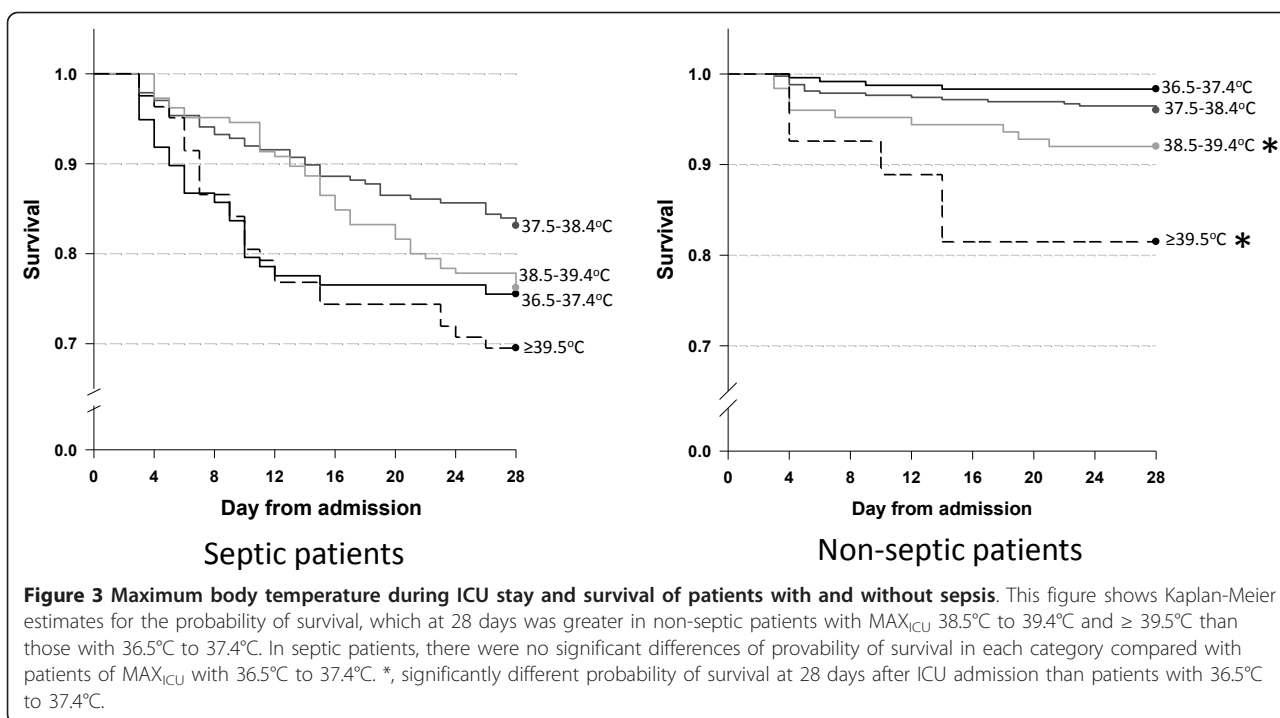 1.0
0.9
0.8
0.7
0.0
Survival
37.5-38.4°C
38.5-39.4°C
36.5-37.4°C
≥39.5°C
0 4 8 12 16 20 24 28
Day from admission
Septic patients
1.0
0.9
0.8
0.7
0.0
Survival
36.5-37.4°C
37.5-38.4°C
38.5-39.4°C *
≥39.5°C *
0 4 8 12 16 20 24 28
Day from admission
Non-septic patients
Figure 3 Maximum body temperature during ICU stay and survival of patients with and without sepsis. This figure shows Kaplan-Meier
estimates for the probability of survival, which at 28 days was greater in non-septic patients with MAX_ICU 38.5°C to 39.4°C and ≥ 39.5°C than
those with 36.5°C to 37.4°C. In septic patients, there were no significant differences of provability of survival in each category compared with
patients of MAX_ICU with 36.5°C to 37.4°C. *, significantly different probability of survival at 28 days after ICU admission than patients with 36.5°C
to 37.4°C.